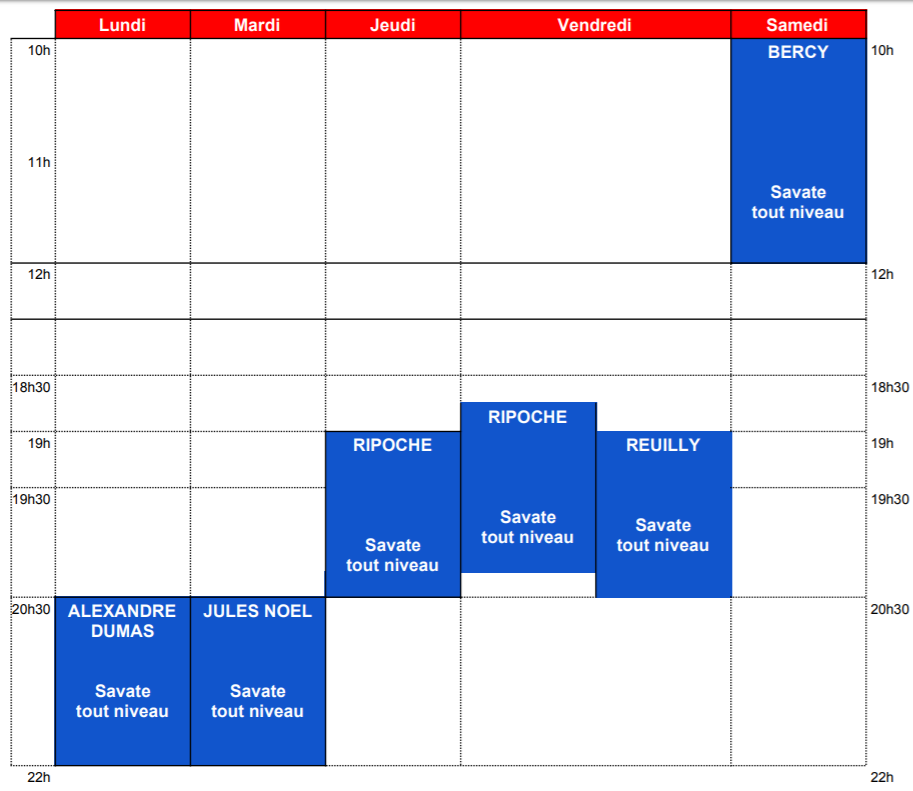 Lundi Mardi Jeudi Vendredi Samedi
10h BERCY 10h
11h
Savate
tout niveau
12h 12h
18h30 18h30
RIPOCHE
19h RIPOCHE REUILLY 19h
19h30 19h30
Savate
tout niveau
Savate
tout niveau
Savate
tout niveau
20h30 ALEXANDRE
DUMAS
JULES NOEL 20h30
Savate
tout niveau
Savate
tout niveau
22h 22h